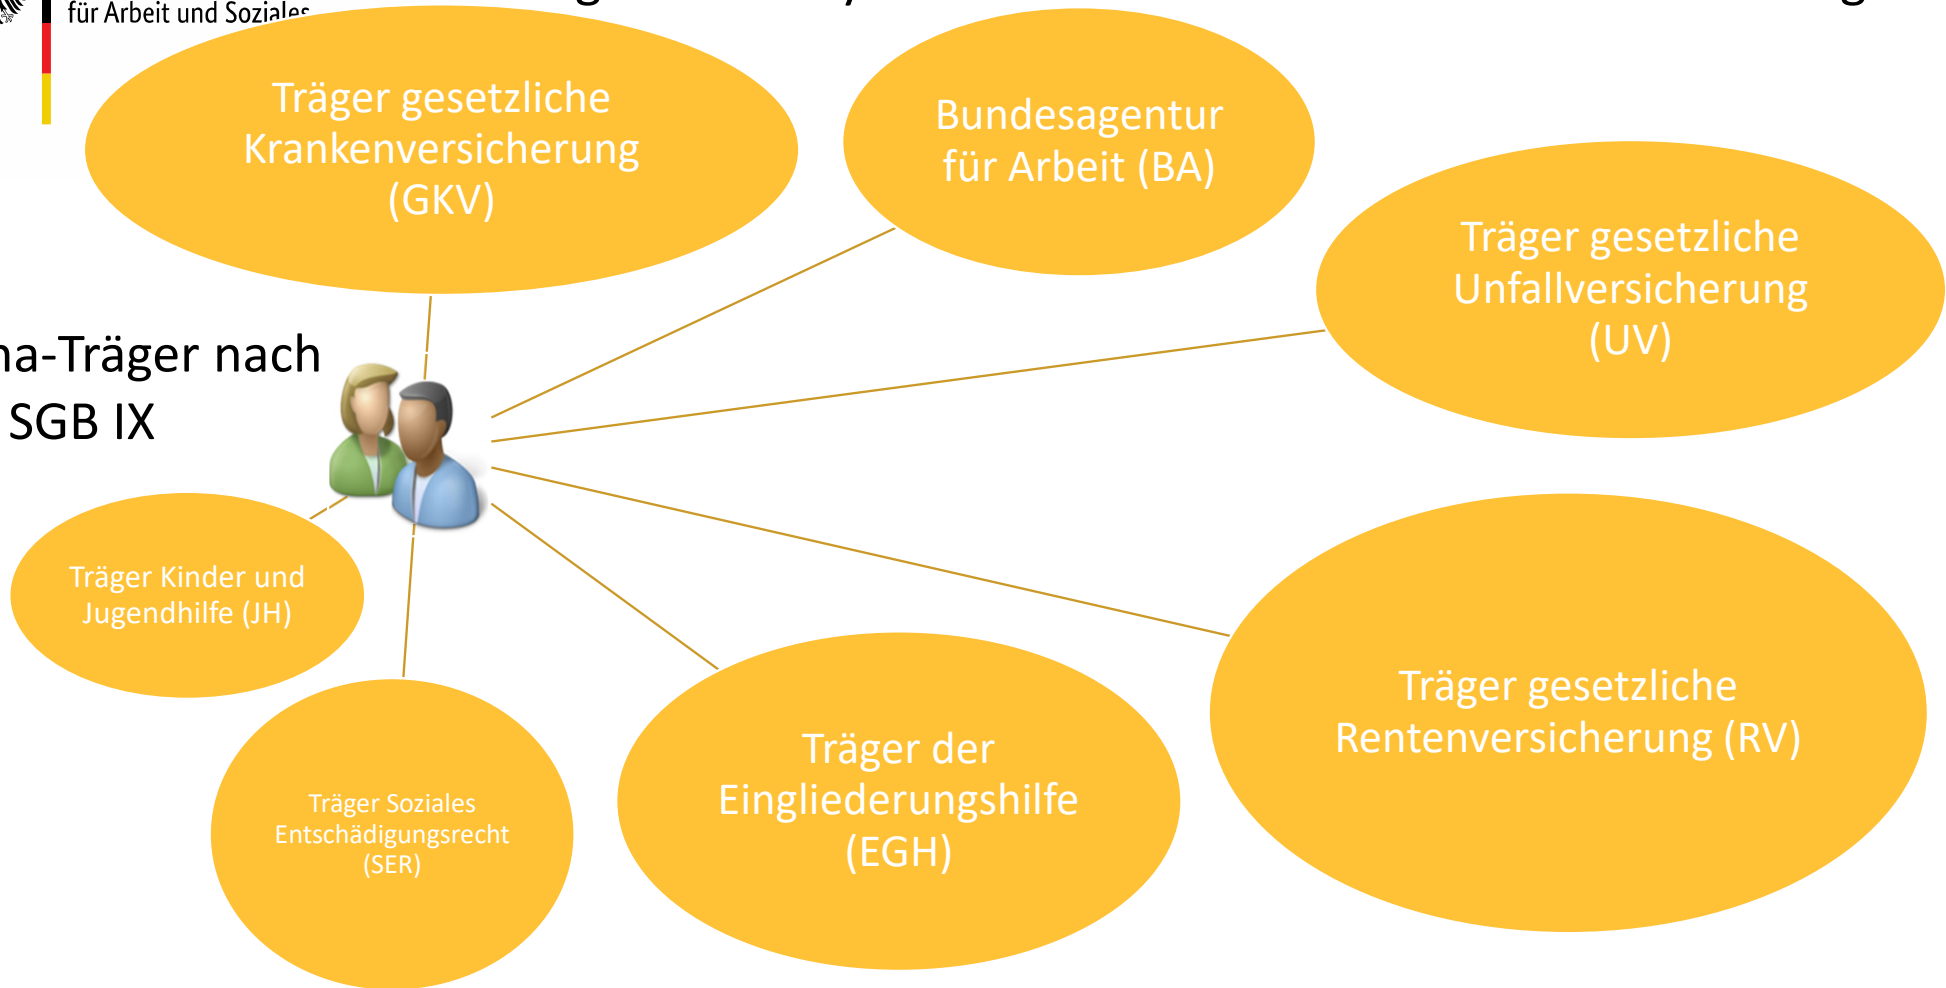 für Arbeit und Soziales
Träger gesetzliche
Krankenversicherung
(GKV)
Bundesagentur
für Arbeit (BA)
Träger gesetzliche
Unfallversicherung
(UV)
na-Träger nach
SGB IX
Träger Kinder und
Jugendhilfe (JH)
Träger gesetzliche
Rentenversicherung (RV)
Träger der
Eingliederungshilfe
(EGH)
Träger Soziales
Entschädigungsrecht
(SER)